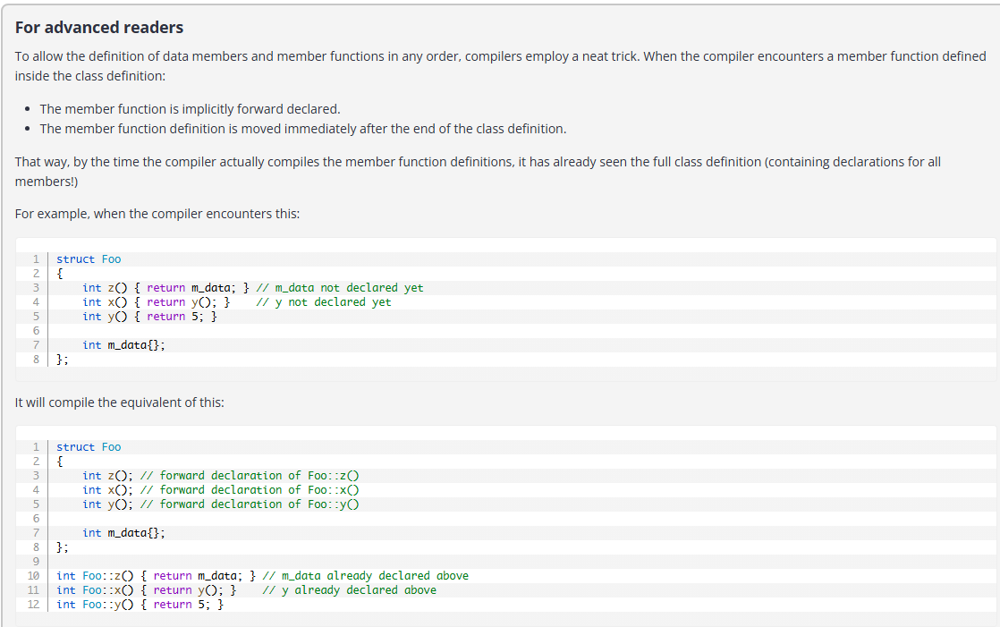 For advanced readers
To allow the definition of data members and member functions in any order, compilers employ a neat trick. When the compiler encounters a member function defined
inside the class definition:
• The member function is implicitly forward declared.
• The member function definition is moved immediately after the end of the class definition.
That way, by the time the compiler actually compiles the member function definitions, it has already seen the full class definition (containing declarations for all
members!)
For example, when the compiler encounters this:
1 struct Foo
2 {
3     int z() { return m_data; } // m_data not declared yet
4     int x() { return y(); }    // y not declared yet
5     int y() { return 5; }
6
7     int m_data{};
8 };
It will compile the equivalent of this:
1 struct Foo
2 {
3     int z(); // forward declaration of Foo::z()
4     int x(); // forward declaration of Foo::x()
5     int y(); // forward declaration of Foo::y()
6
7     int m_data{};
8 };
9
10 int Foo::z() { return m_data; } // m_data already declared above
11 int Foo::x() { return y(); }    // y already declared above
12 int Foo::y() { return 5; }